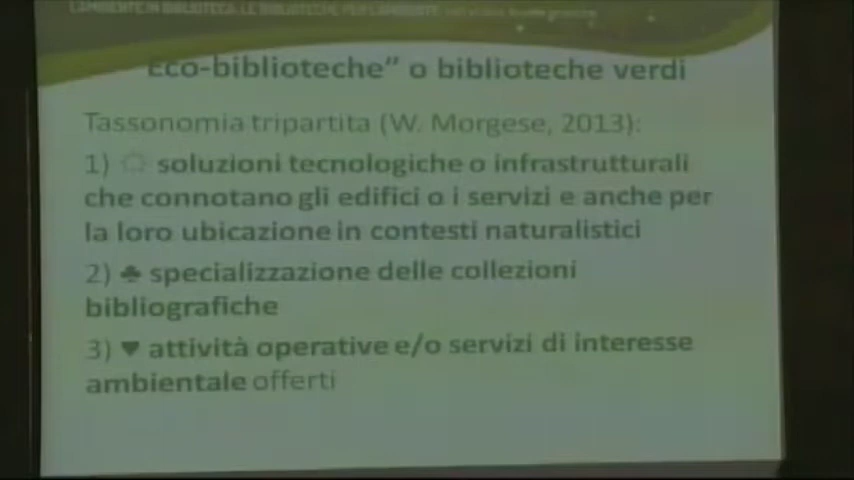 L'AMBIENTE IN BIBLIOTECA, LE BIBLIOTECHE PER L'AMBIENTE
Eco-biblioteche” o biblioteche verdi
Tassonomia tripartita (W. Morgese, 2013):
1) ◌ soluzioni tecnologiche o infrastrutturali
che connotano gli edifici o i servizi e anche per
la loro ubicazione in contesti naturalistici
2) ♣ specializzazione delle collezioni
bibliografiche
3) ♥ attività operative e/o servizi di interesse
ambientale offerti